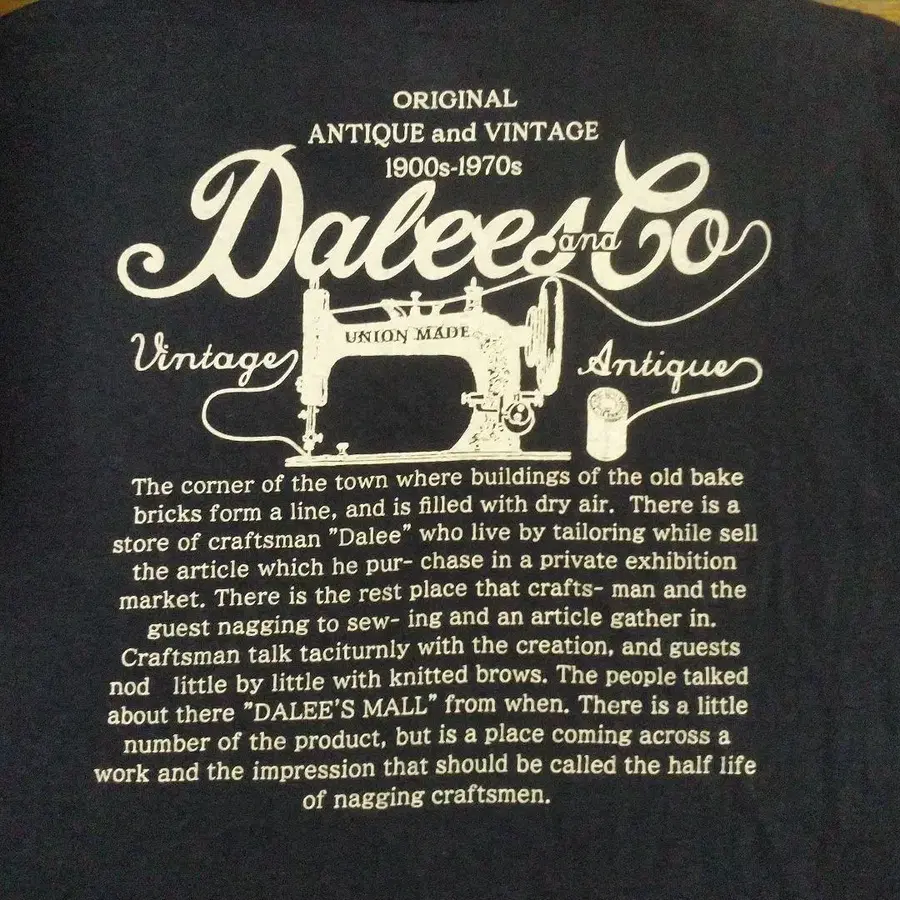 ORIGINAL
ANTIQUE and VINTAGE
1900s-1970s
Dalees and Co
UNION MADE
Vintage
Antique
The corner of the town where buildings of the old bake
bricks form a line, and is filled with dry air.  There is a
store of craftsman "Dalee" who live by tailoring while sell
the article which he pur- chase in a private exhibition
market. There is the rest place that crafts- man and the
guest nagging to sew- ing and an article gather in.
Craftsman talk taciturnly with the creation, and guests
nod  little by little with knitted brows. The people talked
about there "DALEE'S MALL" from when. There is a little
number of the product, but is a place coming across a
work and the impression that should be called the half life
of nagging craftsmen.